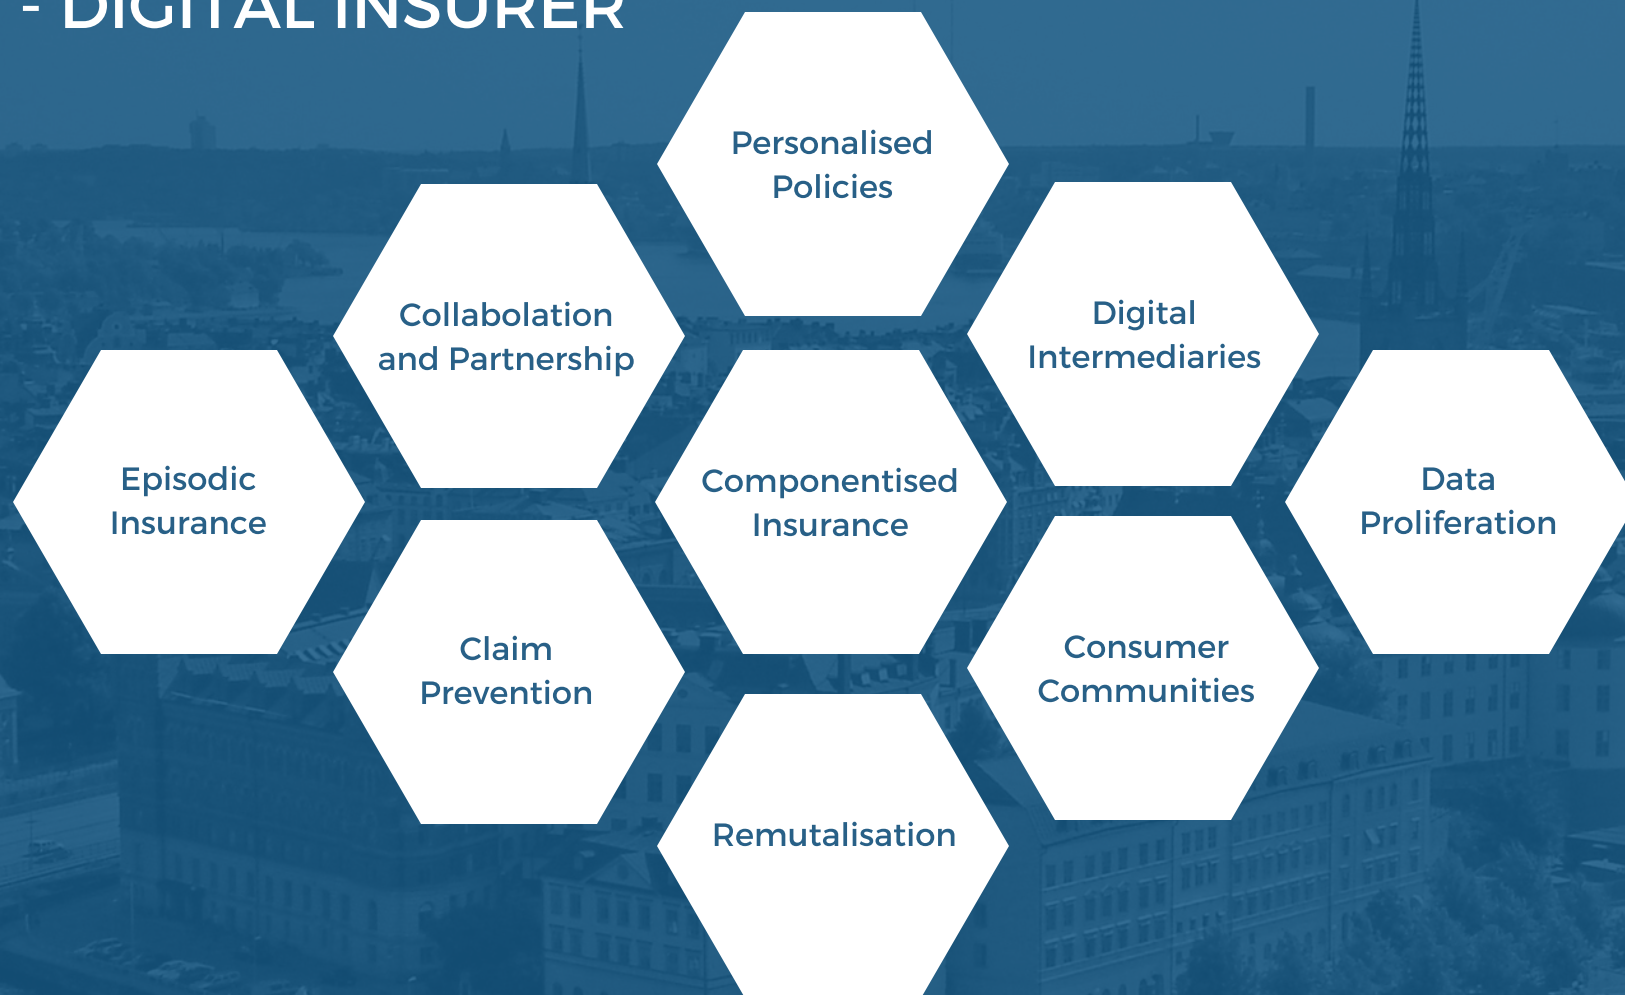 - DIGITAL INSURER
Personalised
Policies
Collabolation
and Partnership
Digital
Intermediaries
Episodic
Insurance
Componentised
Insurance
Data
Proliferation
Claim
Prevention
Consumer
Communities
Remutalisation